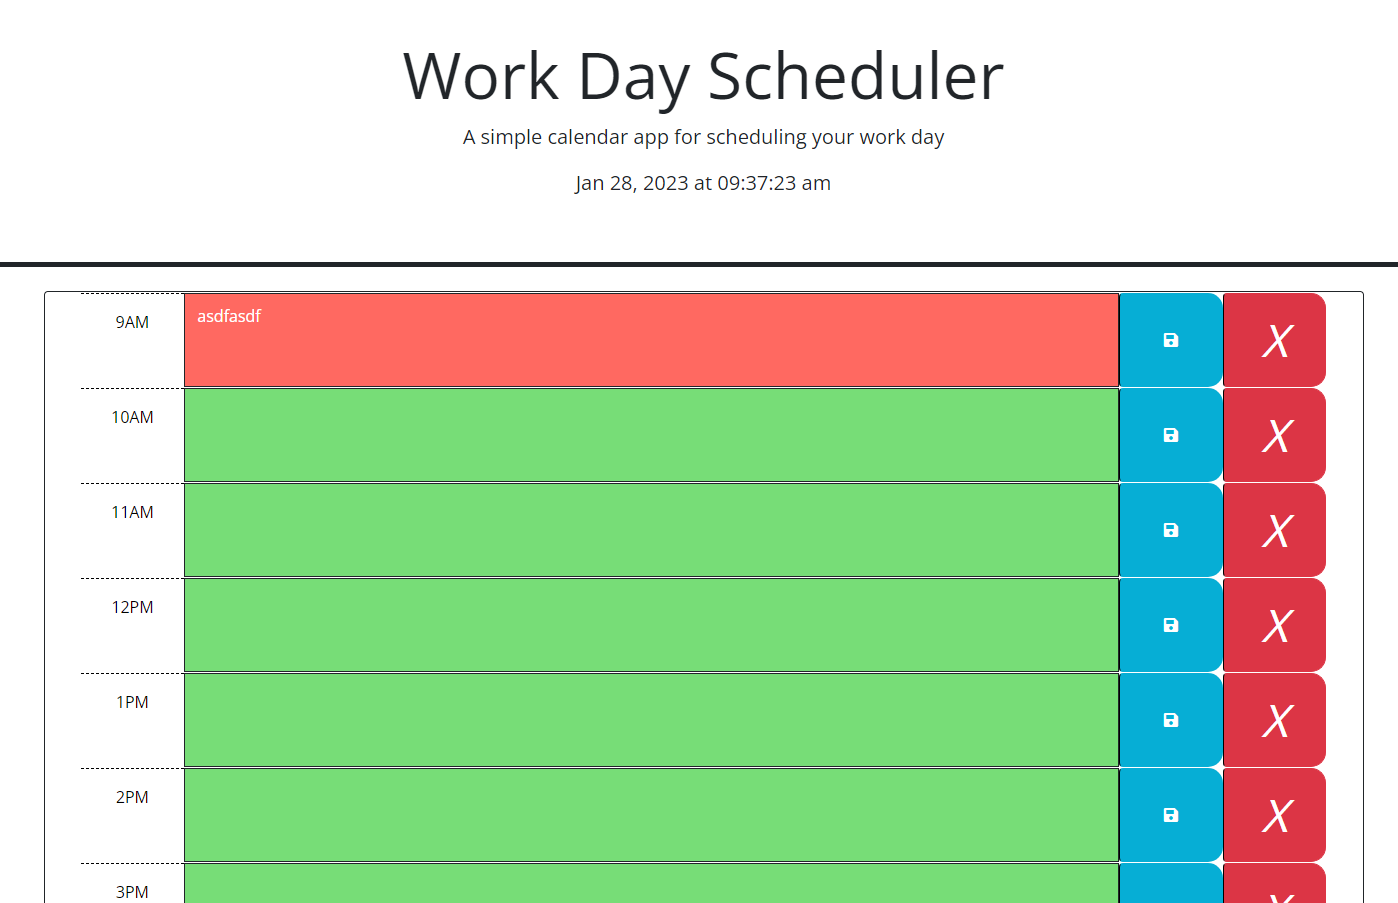 Work Day Scheduler
A simple calendar app for scheduling your work day
Jan 28, 2023 at 09:37:23 am
9AM
asdfasdf
X
10AM
X
11AM
X
12PM
X
1PM
X
2PM
X
3PM
X